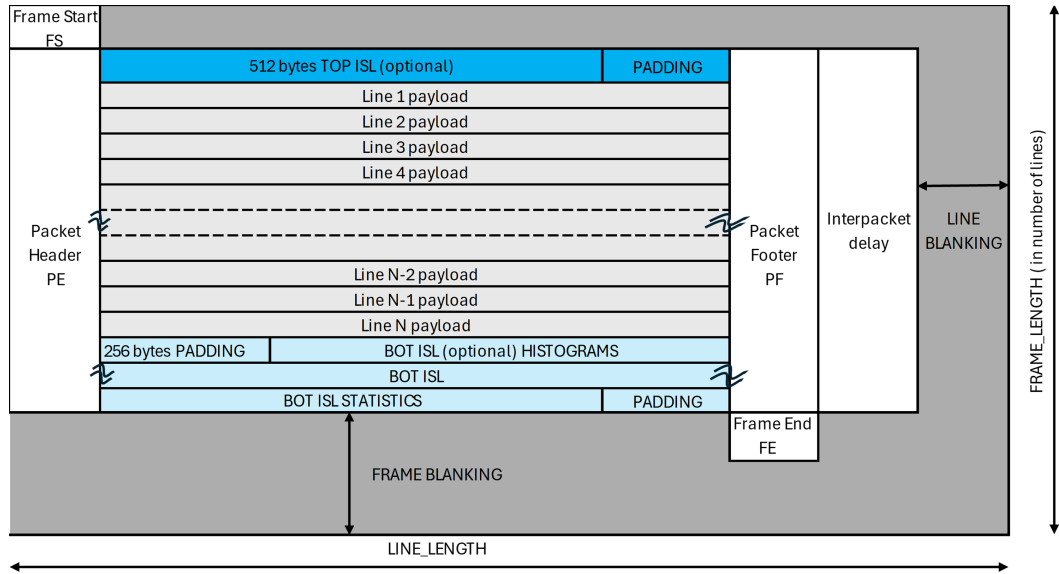 Frame Start
FS
512 bytes TOP ISL (optional)
PADDING
Line 1 payload
Line 2 payload
Line 3 payload
Line 4 payload
Packet
Header
PE
Packet
Footer
PF
Interpacket
delay
LINE
BLANKING
FRAME_LENGTH ( in number of lines)
Line N-2 payload
Line N-1 payload
Line N payload
256 bytes PADDING
BOT ISL (optional) HISTOGRAMS
BOT ISL
BOT ISL STATISTICS
PADDING
Frame End
FE
FRAME BLANKING
LINE_LENGTH